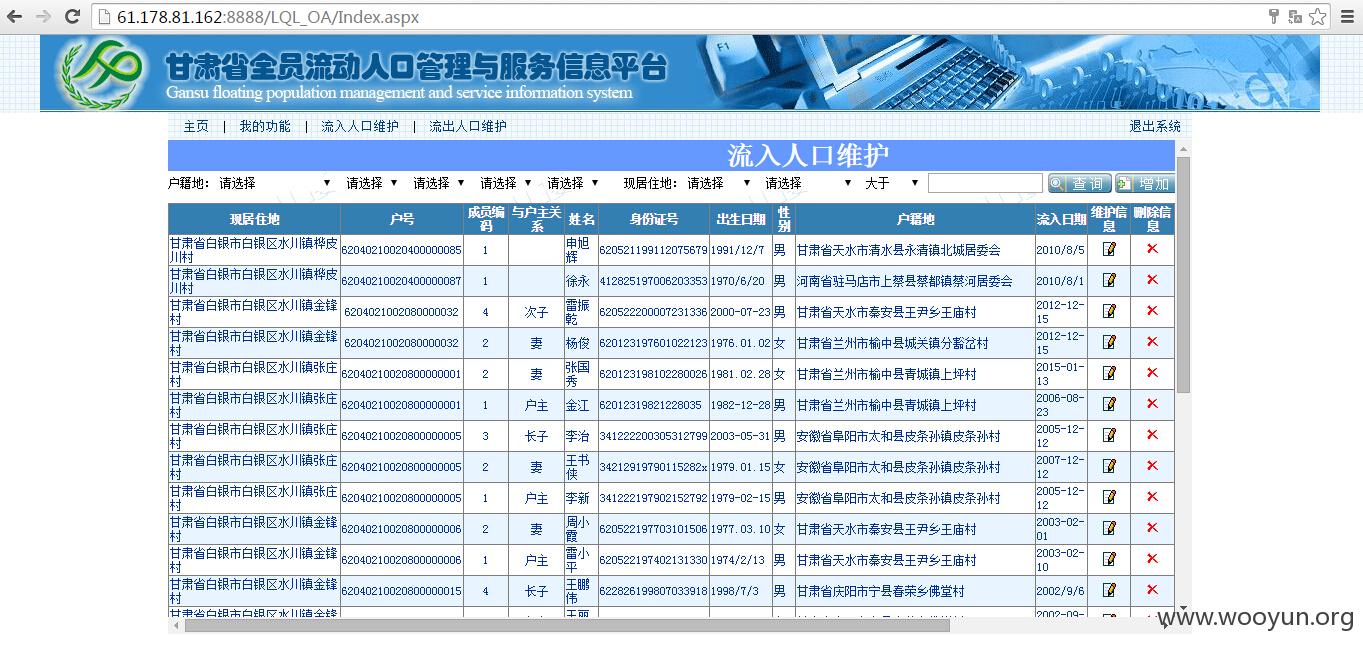 61.178.81.162:8888/LQL_OA/Index.aspx
甘肃省全员流动人口管理与服务信息平台
Gansu floating population management and service information system
主页 | 我的功能 | 流入人口维护 | 流出人口维护 退出系统
流入人口维护
户籍地: 请选择 请选择 请选择 请选择 请选择 现居住地: 请选择 请选择 大于 查询 增加
现居住地 户号 成员编码 与户主关系 姓名 身份证号 出生日期 性别 户籍地 流入日期 维护信息 删除信息
甘肃省白银市白银区水川镇桦皮川村 62040210020400000085 1 申旭辉 620521199112075679 1991/12/7 男 甘肃省天水市清水县永清镇北城居委会 2010/8/5
甘肃省白银市白银区水川镇桦皮川村 62040210020400000087 1 徐永 412825197006203353 1970/6/20 男 河南省驻马店市上蔡县蔡都镇蔡河居委会 2010/8/1
甘肃省白银市白银区水川镇金锋村 6204021002080000032 4 次子 雷振乾 620522200007231336 2000-07-23 男 甘肃省天水市秦安县王尹乡王庙村 2012-12-15
甘肃省白银市白银区水川镇金锋村 6204021002080000032 2 妻 杨俊 620123197601022123 1976.01.02 女 甘肃省兰州市榆中县城关镇分豁岔村 2012-12-15
甘肃省白银市白银区水川镇张庄村 62040210020800000001 2 妻 张国秀 620123198102280026 1981.02.28 女 甘肃省兰州市榆中县青城镇上坪村 2015-01-13
甘肃省白银市白银区水川镇张庄村 62040210020800000001 1 户主 金江 62012319821228035 1982-12-28 男 甘肃省兰州市榆中县青城镇上坪村 2006-08-23
甘肃省白银市白银区水川镇张庄村 62040210020800000005 3 长子 李治 341222200305312799 2003-05-31 男 安徽省阜阳市太和县皮条孙镇皮条孙村 2005-12-12
甘肃省白银市白银区水川镇张庄村 62040210020800000005 2 妻 王书侠 34212919790115282x 1979.01.15 女 安徽省阜阳市太和县皮条孙镇皮条孙村 2007-12-12
甘肃省白银市白银区水川镇张庄村 62040210020800000005 1 户主 李新 341222197902152792 1979-02-15 男 安徽省阜阳市太和县皮条孙镇皮条孙村 2005-12-12
甘肃省白银市白银区水川镇金锋村 62040210020800000006 2 妻 周小霞 620522197703101506 1977.03.10 女 甘肃省天水市秦安县王尹乡王庙村 2003-02-01
甘肃省白银市白银区水川镇金锋村 62040210020800000006 1 户主 雷小平 620522197402131330 1974/2/13 男 甘肃省天水市秦安县王尹乡王庙村 2003-02-10
甘肃省白银市白银区水川镇金锋村 62040210020800000015 4 长子 王鹏伟 622826199807033918 1998/7/3 男 甘肃省庆阳市宁县春荣乡佛堂村 2002/9/6
甘肃省白银市白银区水川镇金锋 2002-09-
www.wooyun.org